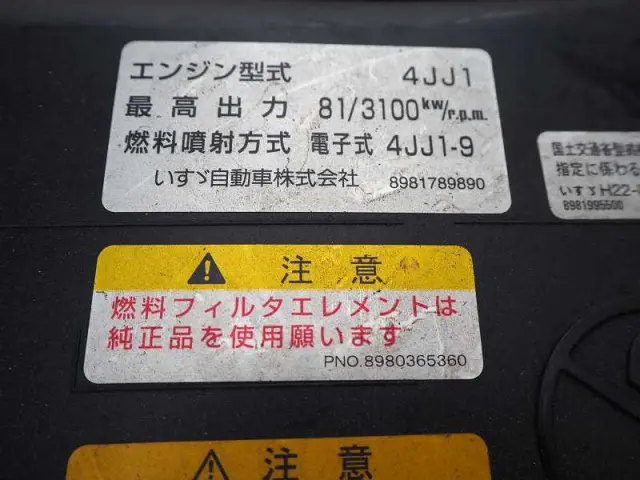 エンジン型式 4JJ1
最高出力 81/3100 kw/r.p.m.
燃料噴射方式 電子式 4JJ1-9
いすゞ自動車株式会社 8981789890
国土交通省
指定に係わる
いすゞH22-
8981995500
⚠ 注意
燃料フィルタエレメントは
純正品を使用願います
PNO.8980365360
⚠ 注意